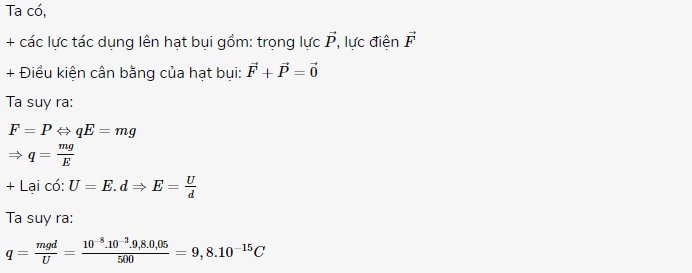 Ta có,
+ các lực tác dụng lên hạt bụi gồm: trọng lực $\vec{P}$, lực điện $\vec{F}$
+ Điều kiện cân bằng của hạt bụi: $\vec{F} + \vec{P} = \vec{0}$
Ta suy ra:
$F = P \Leftrightarrow qE = mg$
$\Rightarrow q = \frac{mg}{E}$
+ Lại có: $U = E.d \Rightarrow E = \frac{U}{d}$
Ta suy ra:
$q = \frac{mgd}{U} = \frac{10^{-8}.10^{-3}.9,8.0,05}{500} = 9,8.10^{-15}C$